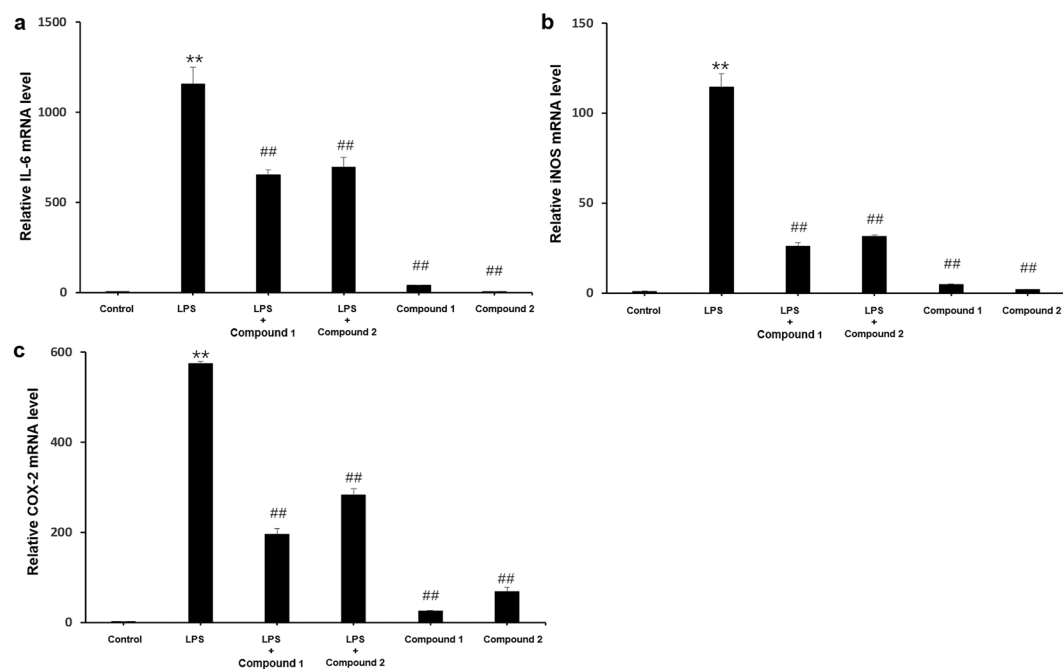 a
Relative IL-6 mRNA level
1500
1000
500
0
**
##
##
##
##
Control
LPS
LPS
+
Compound 1
LPS
+
Compound 2
Compound 1
Compound 2
b
Relative iNOS mRNA level
150
100
50
0
**
##
##
##
##
Control
LPS
LPS
+
Compound 1
LPS
+
Compound 2
Compound 1
Compound 2
c
Relative COX-2 mRNA level
600
400
200
0
**
##
##
##
##
Control
LPS
LPS
+
Compound 1
LPS
+
Compound 2
Compound 1
Compound 2